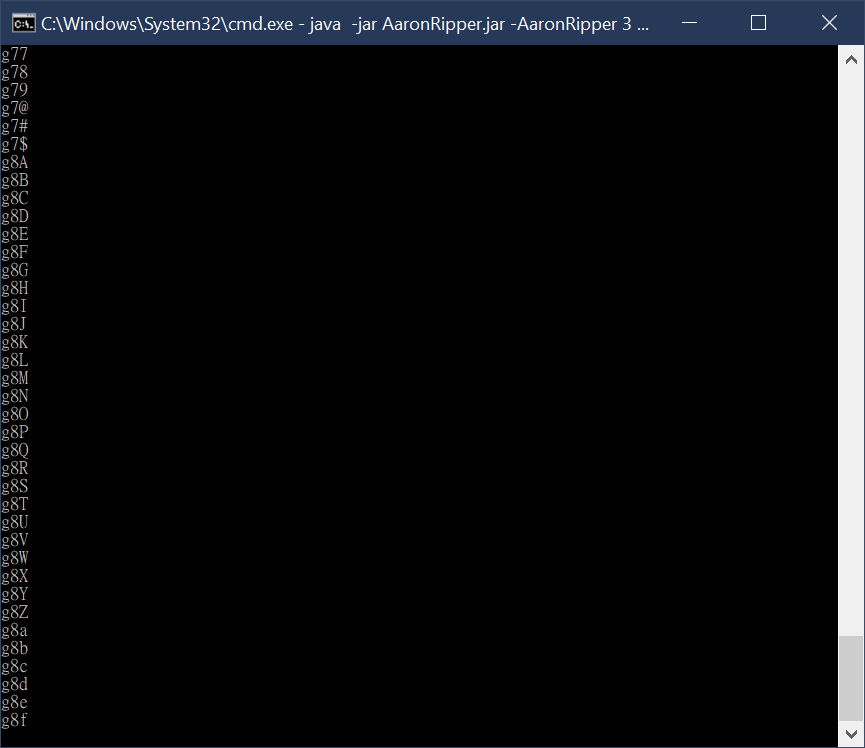 C:\Windows\System32\cmd.exe - java  -jar AaronRipper.jar -AaronRipper 3 ...
g77
g78
g79
g7@
g7#
g7$
g8A
g8B
g8C
g8D
g8E
g8F
g8G
g8H
g8I
g8J
g8K
g8L
g8M
g8N
g8O
g8P
g8Q
g8R
g8S
g8T
g8U
g8V
g8W
g8X
g8Y
g8Z
g8a
g8b
g8c
g8d
g8e
g8f